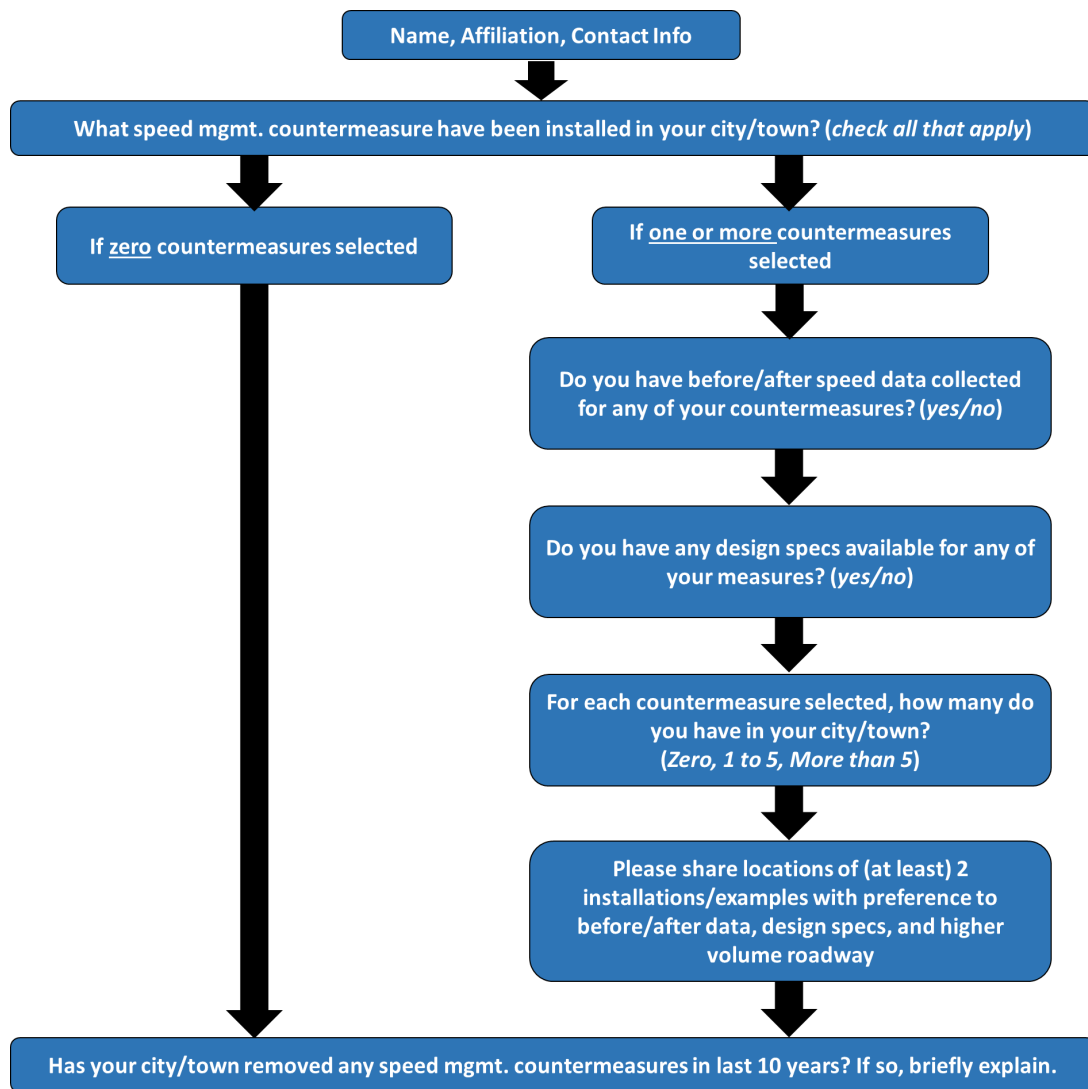 Name, Affiliation, Contact Info
What speed mgmt. countermeasure have been installed in your city/town? (check all that apply)
If zero countermeasures selected
If one or more countermeasures
selected
Do you have before/after speed data collected
for any of your countermeasures? (yes/no)
Do you have any design specs available for any of
your measures? (yes/no)
For each countermeasure selected, how many do
you have in your city/town?
(Zero, 1 to 5, More than 5)
Please share locations of (at least) 2
installations/examples with preference to
before/after data, design specs, and higher
volume roadway
Has your city/town removed any speed mgmt. countermeasures in last 10 years? If so, briefly explain.